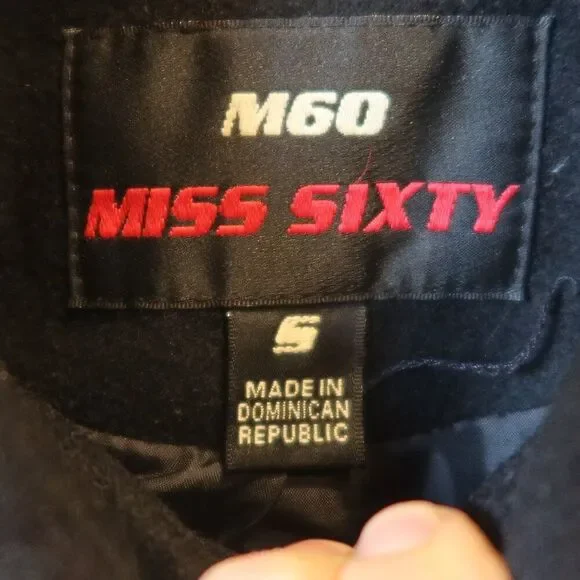 M60
MISS SIXTY
S
MADE IN
DOMINICAN
REPUBLIC